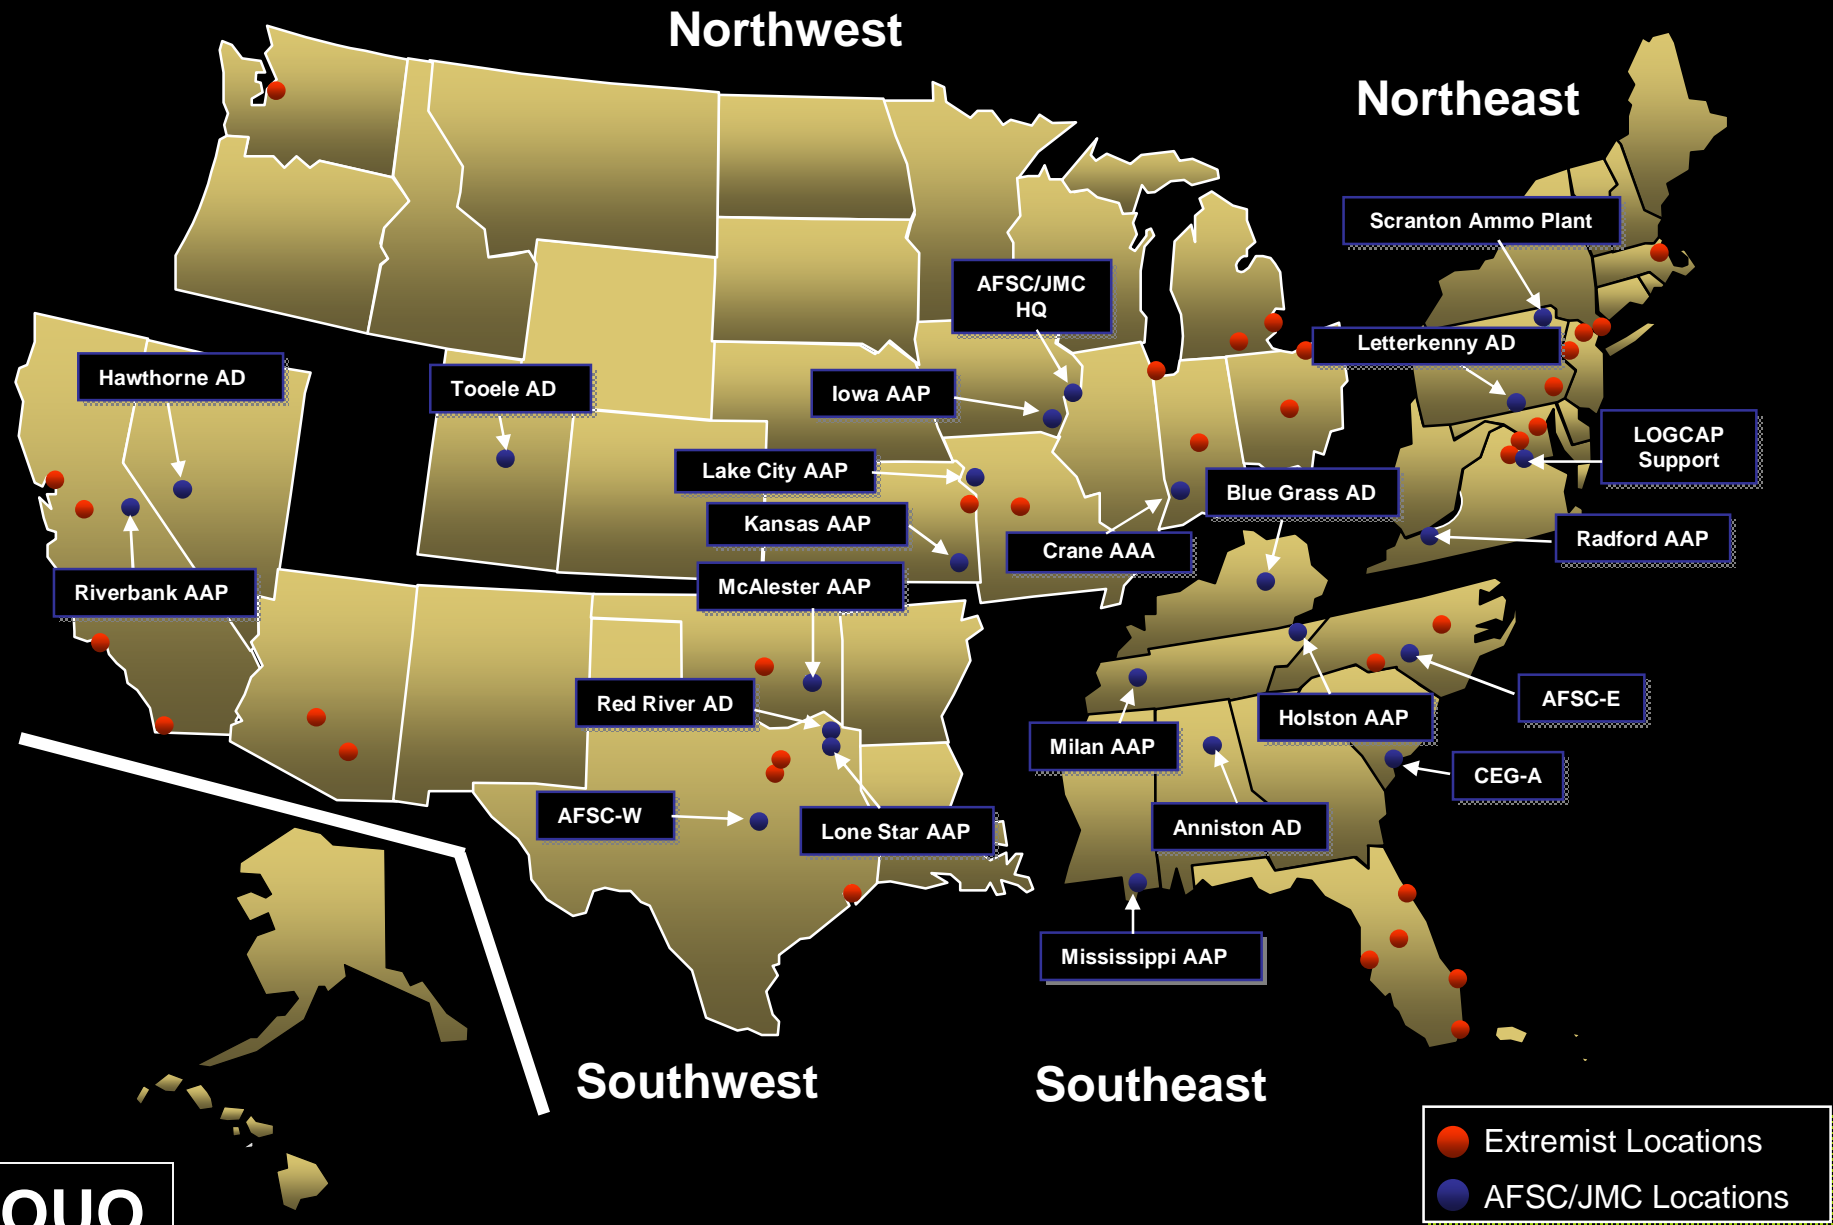 Northwest
Northeast
Scranton Ammo Plant
AFSC/JMC
HQ
Letterkenny AD
Hawthorne AD
Tooele AD
Iowa AAP
LOGCAP
Support
Lake City AAP
Blue Grass AD
Kansas AAP
Crane AAA
Radford AAP
McAlester AAP
Riverbank AAP
Red River AD
AFSC-E
Holston AAP
Milan AAP
CEG-A
AFSC-W
Lone Star AAP
Anniston AD
Mississippi AAP
Southwest
Southeast
Extremist Locations
AFSC/JMC Locations
OUO